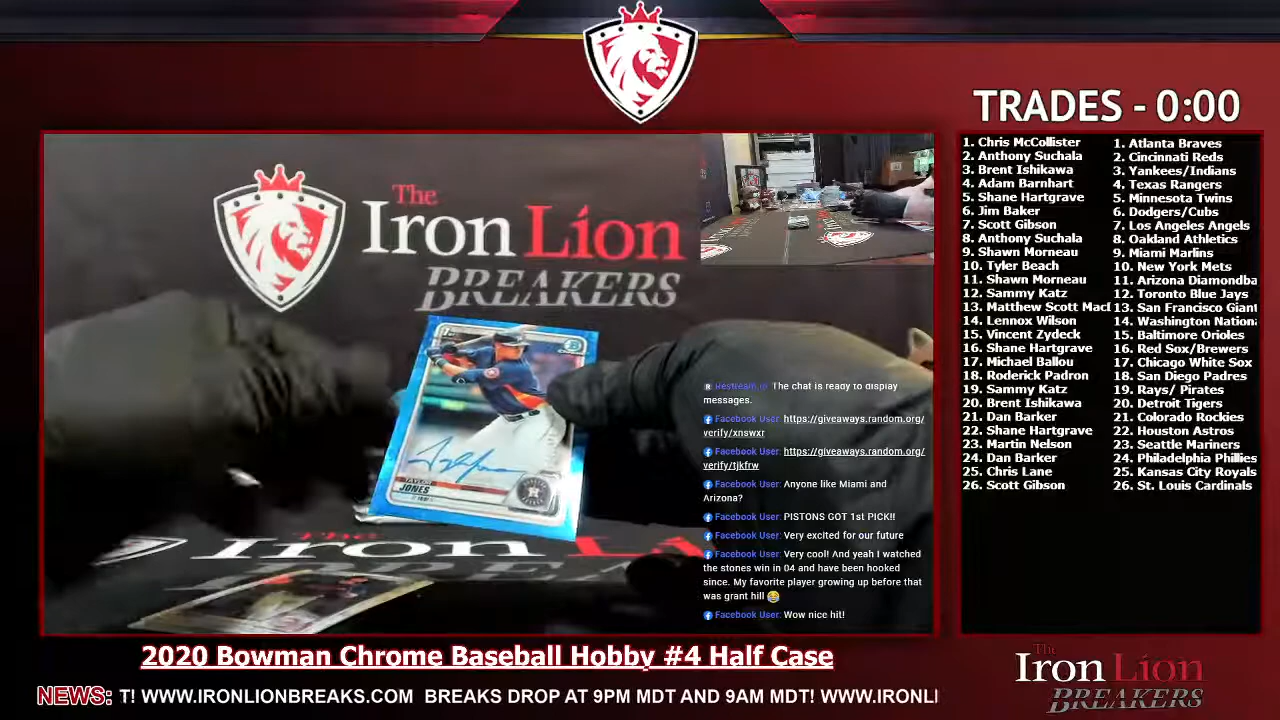 TRADES - 0:00
1. Chris McCollister
2. Anthony Suchala
3. Brent Ishikawa
4. Adam Barnhart
5. Shane Hartgrave
6. Jim Baker
7. Scott Gibson
8. Anthony Suchala
9. Shawn Morneau
10. Tyler Beach
11. Shawn Morneau
12. Sammy Katz
13. Matthew Scott Macl
14. Lennox Wilson
15. Vincent Zydeck
16. Shane Hartgrave
17. Michael Ballou
18. Roderick Padron
19. Sammy Katz
20. Brent Ishikawa
21. Dan Barker
22. Shane Hartgrave
23. Martin Nelson
24. Dan Barker
25. Chris Lane
26. Scott Gibson
1. Atlanta Braves
2. Cincinnati Reds
3. Yankees/Indians
4. Texas Rangers
5. Minnesota Twins
6. Dodgers/Cubs
7. Los Angeles Angels
8. Oakland Athletics
9. Miami Marlins
10. New York Mets
11. Arizona Diamondba
12. Toronto Blue Jays
13. San Francisco Giant
14. Washington Nation
15. Baltimore Orioles
16. Red Sox/Brewers
17. Chicago White Sox
18. San Diego Padres
19. Rays/ Pirates
20. Detroit Tigers
21. Colorado Rockies
22. Houston Astros
23. Seattle Mariners
24. Philadelphia Phillies
25. Kansas City Royals
26. St. Louis Cardinals
The
Iron Lion
BREAKERS
TAYLOR
JONES
The
Restream.io The chat is ready to display
messages.
Facebook User: https://giveaways.random.org/
verify/xnswxr
Facebook User: https://giveaways.random.org/
verify/tjkfrw
Facebook User: Anyone like Miami and
Arizona?
Facebook User: PISTONS GOT 1st PICK!!
Facebook User: Very excited for our future
Facebook User: Very cool! And yeah I watched
the stones win in 04 and have been hooked
since. My favorite player growing up before that
was grant hill 😂
Facebook User: Wow nice hit!
2020 Bowman Chrome Baseball Hobby #4 Half Case
NEWS: T! WWW.IRONLIONBREAKS.COM BREAKS DROP AT 9PM MDT AND 9AM MDT! WWW.IRONLI
The
Iron Lion
BREAKERS